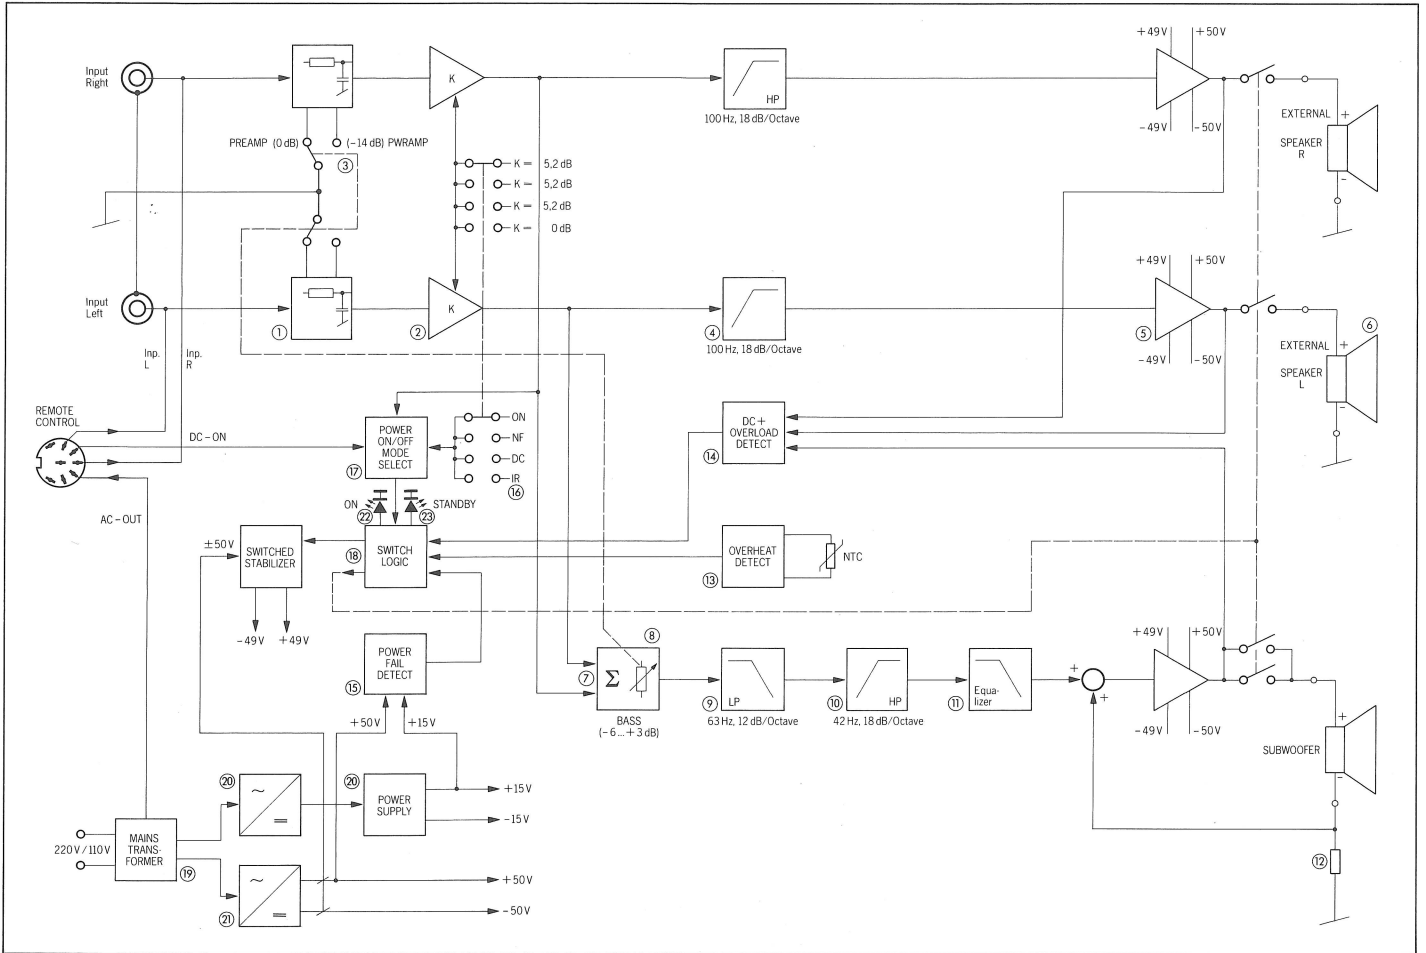 Input
Right
K
HP
100 Hz, 18 dB/Octave
+49V
+50V
-49V
-50V
EXTERNAL
+
SPEAKER
R
-
PREAMP (0 dB)
(-14 dB) PWRAMP
③
K = 5,2 dB
K = 5,2 dB
K = 5,2 dB
K = 0 dB
Input
Left
①
K
②
④
100 Hz, 18 dB/Octave
+49V
+50V
⑤
-49V
-50V
⑥
EXTERNAL
+
SPEAKER
L
-
Inp.
L
Inp.
R
REMOTE
CONTROL
DC-ON
AC-OUT
POWER
ON/OFF
MODE
SELECT
⑰
ON
NF
DC
IR
⑯
DC+
OVERLOAD
DETECT
⑭
ON
㉒
㉓
STANDBY
±50V
SWITCHED
STABILIZER
-49V
+49V
⑱
SWITCH
LOGIC
OVERHEAT
DETECT
⑬
NTC
POWER
FAIL
DETECT
⑮
+50V
+15V
⑧
⑦
Σ
BASS
(-6...+3 dB)
⑨
LP
63 Hz, 12 dB/Octave
⑩
HP
42 Hz, 18 dB/Octave
⑪
Equa-
lizer
+
+
+49V
+50V
-49V
-50V
+
SUBWOOFER
-
⑫
⑳
⑳
POWER
SUPPLY
+15V
-15V
220V/110V
MAINS
TRANS-
FORMER
⑲
㉑
+50V
-50V